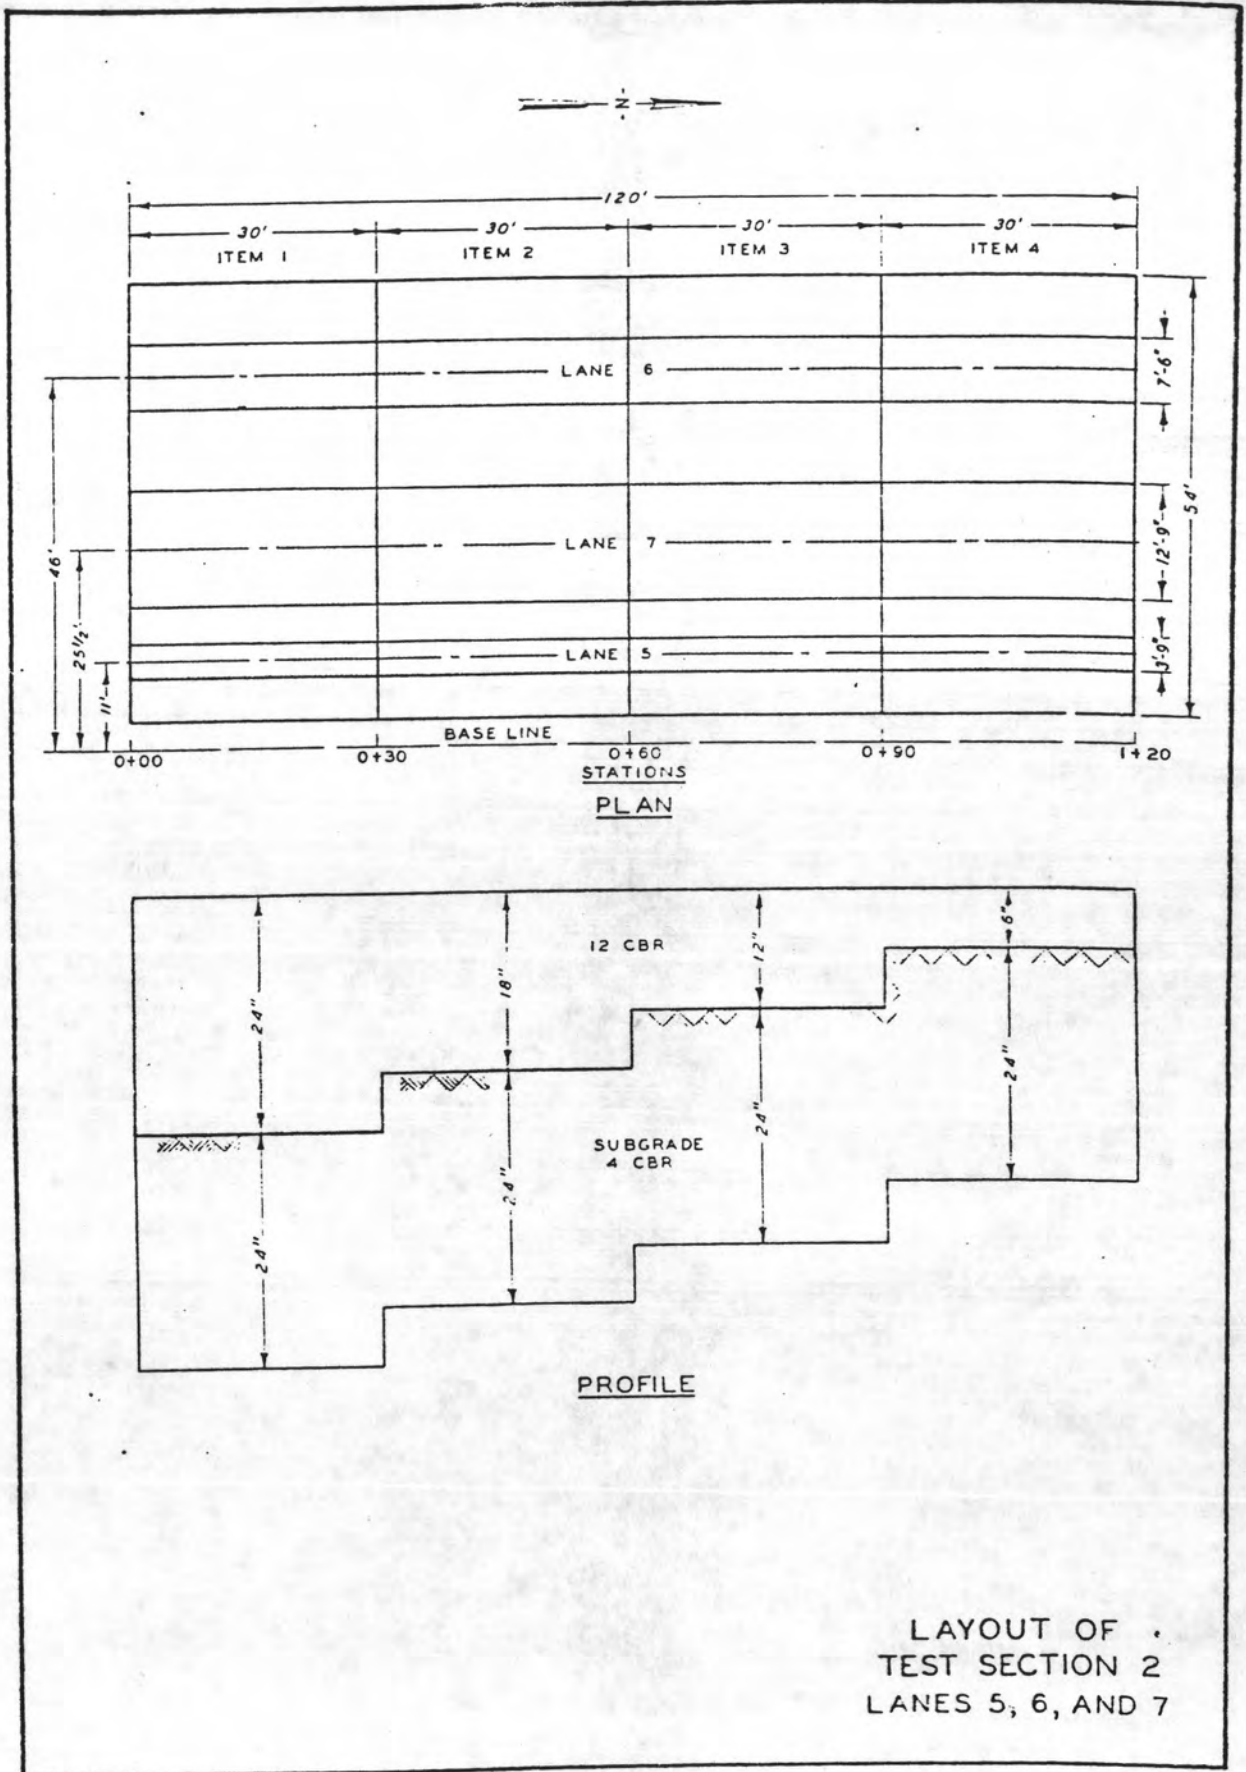 N
120'
30' 30' 30' 30'
ITEM 1 ITEM 2 ITEM 3 ITEM 4
LANE 6
7'-6"
46'
54'
LANE 7
12'-9"
25 1/2'
LANE 5
3'-9"
11'
BASE LINE
0+00 0+30 0+60 0+90 1+20
STATIONS
PLAN
6"
12 CBR
12"
18"
24"
24"
24"
SUBGRADE
4 CBR
24"
24"
PROFILE
LAYOUT OF
TEST SECTION 2
LANES 5, 6, AND 7